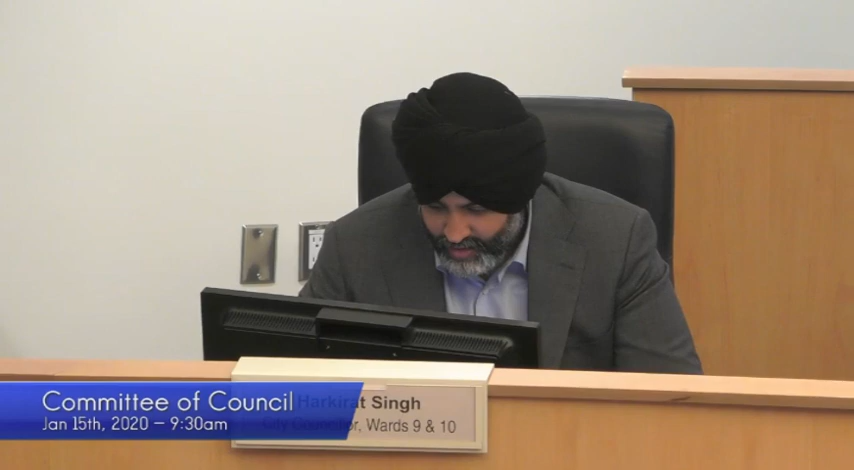 Committee of Council
Jan 15th, 2020 – 9:30am
Harkirat Singh
City Councillor, Wards 9 & 10